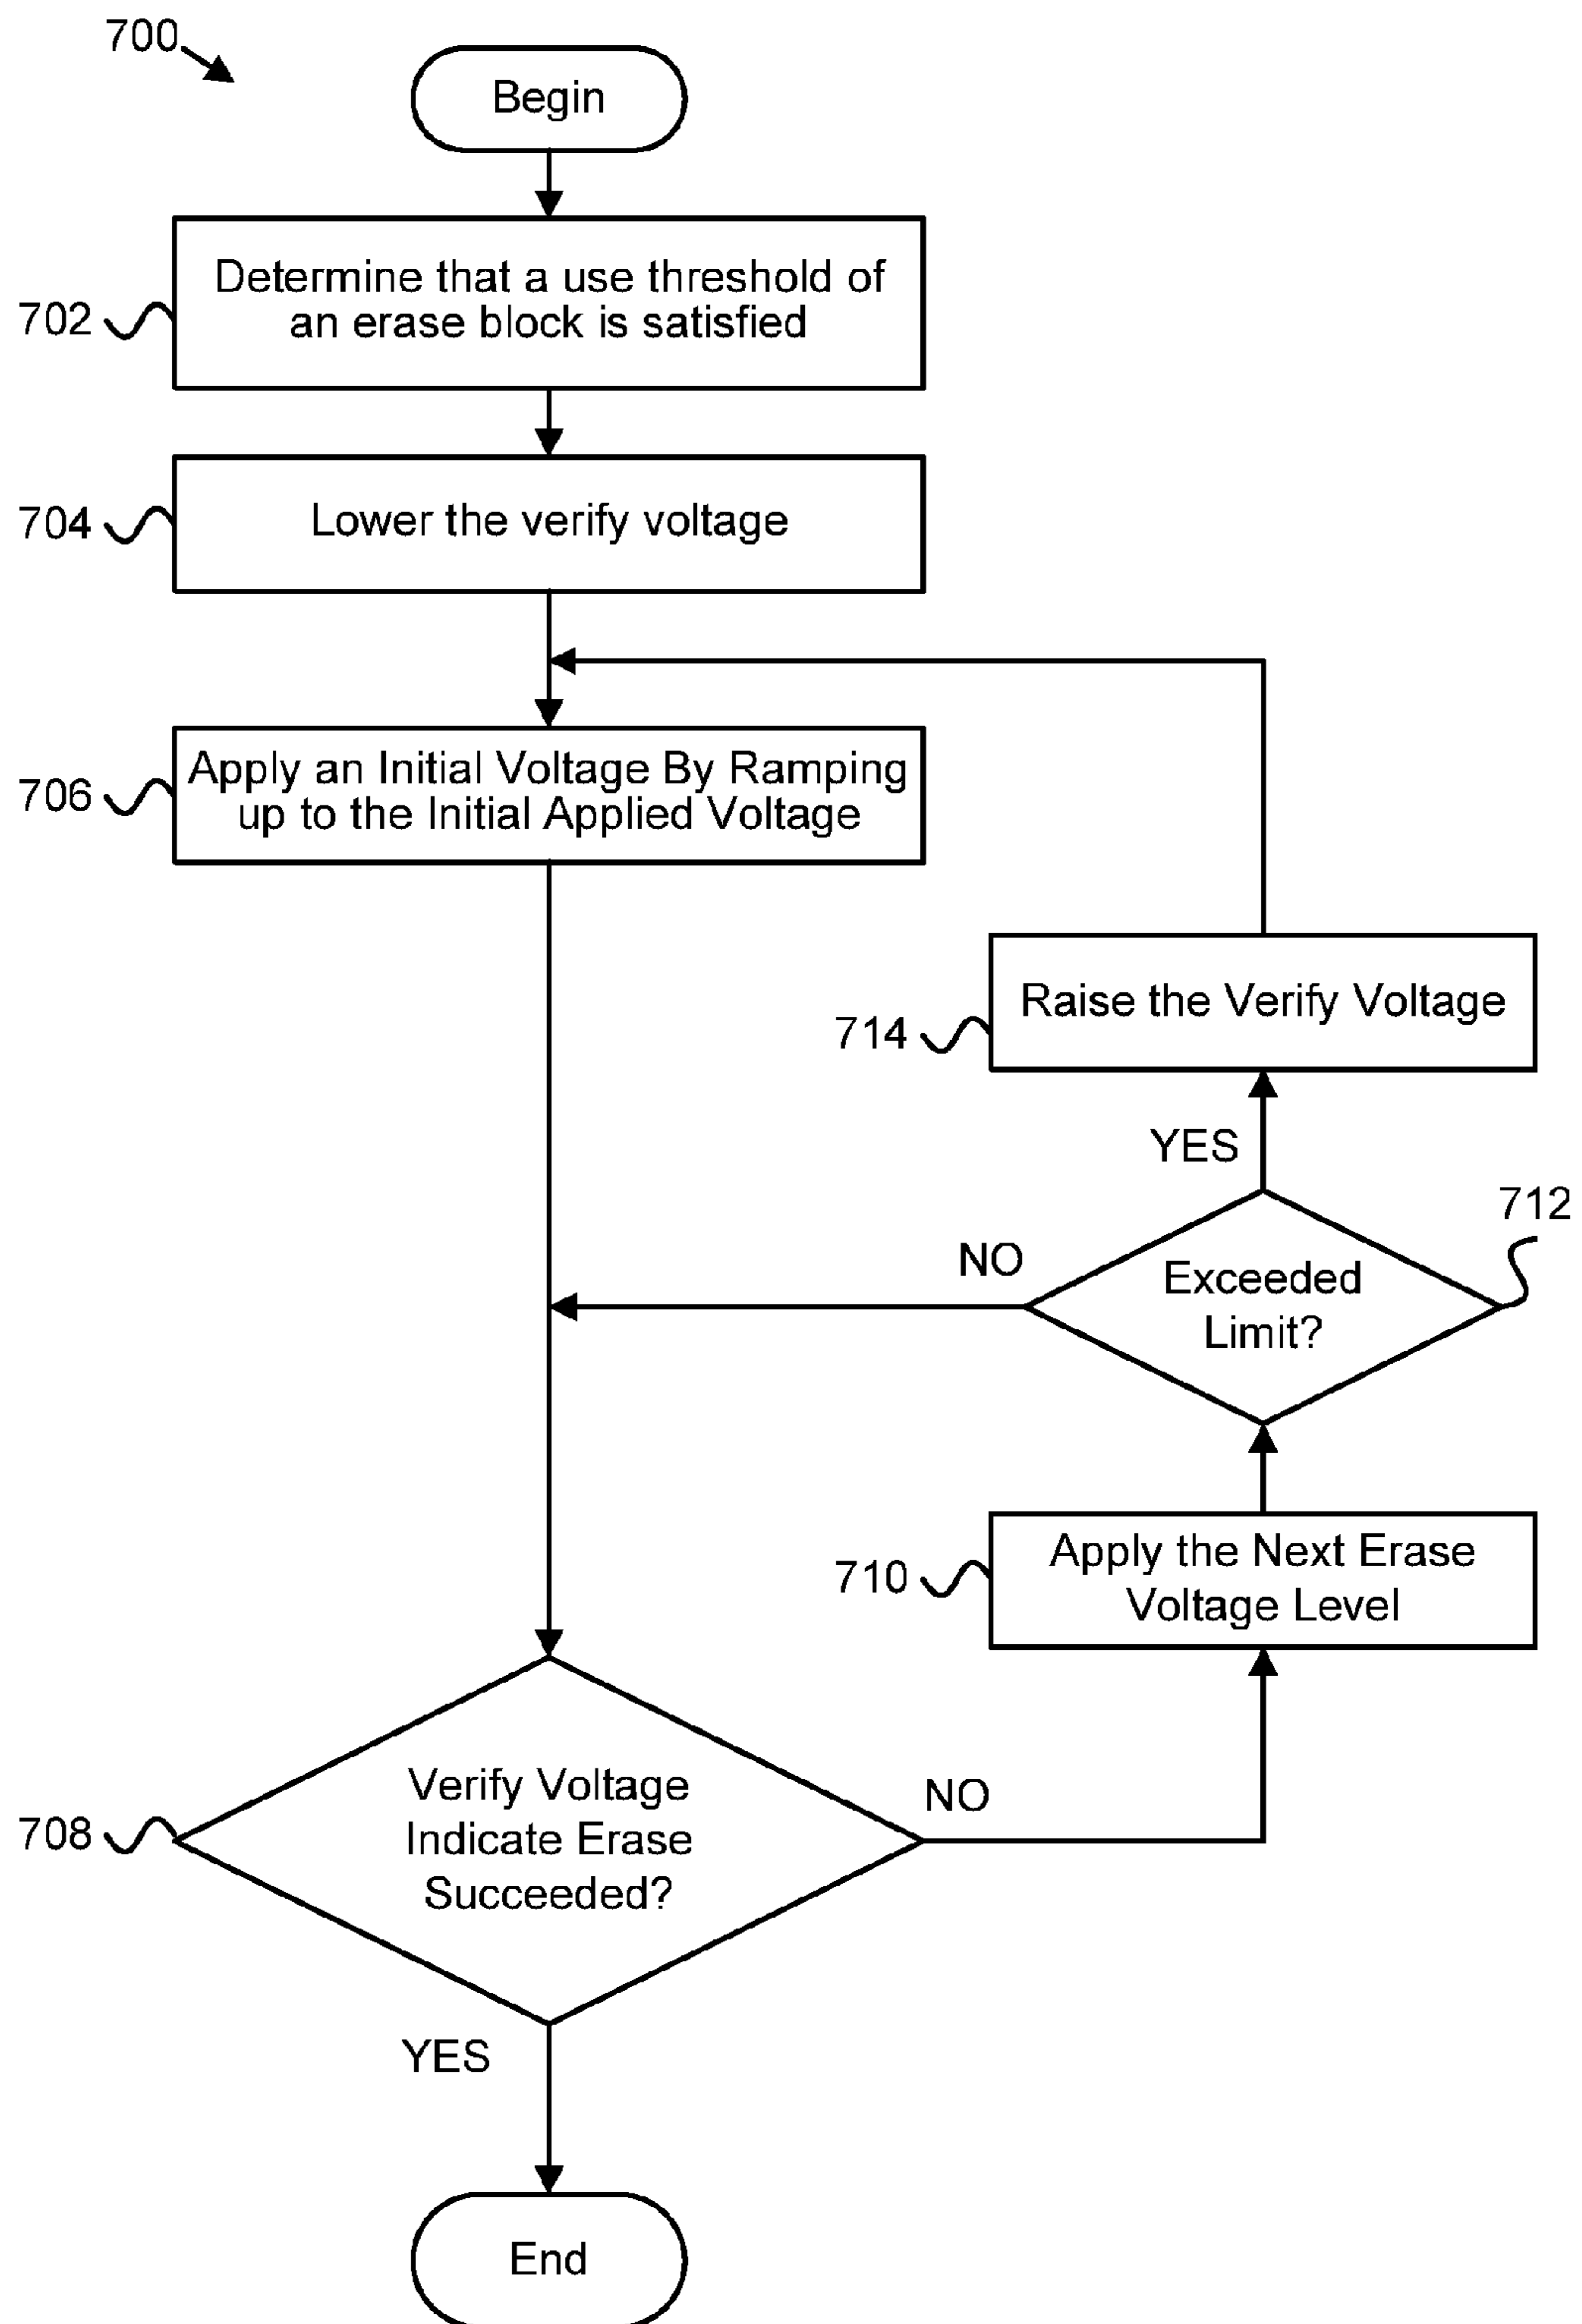 700
Begin
Determine that a use threshold of
an erase block is satisfied
702
Lower the verify voltage
704
Apply an Initial Voltage By Ramping
up to the Initial Applied Voltage
706
Raise the Verify Voltage
714
YES
712
NO
Exceeded
Limit?
Apply the Next Erase
Voltage Level
710
Verify Voltage
Indicate Erase
Succeeded?
708
NO
YES
End